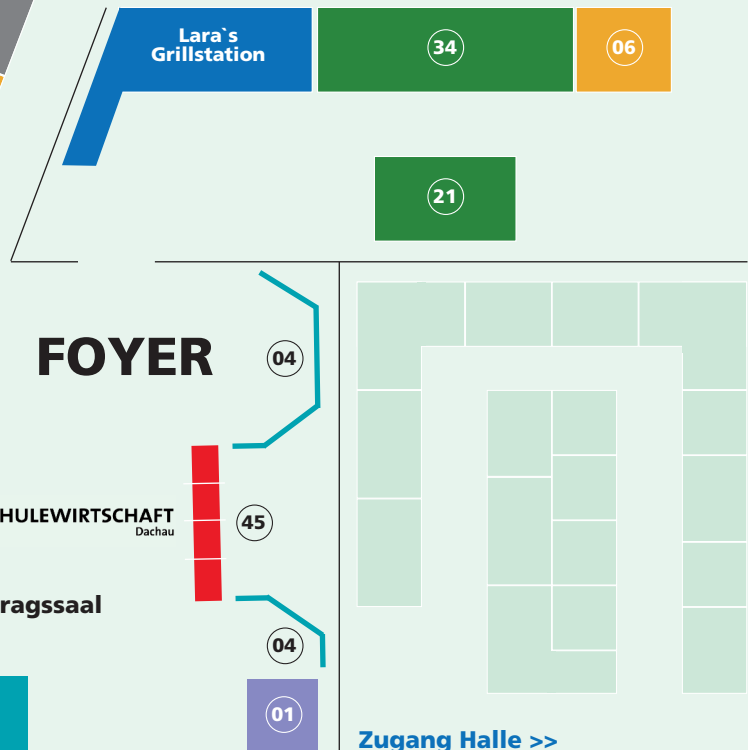 Lara`s
Grillstation
34
06
21
FOYER
04
HULEWIRTSCHAFT
Dachau
45
ragssaal
04
01
Zugang Halle >>